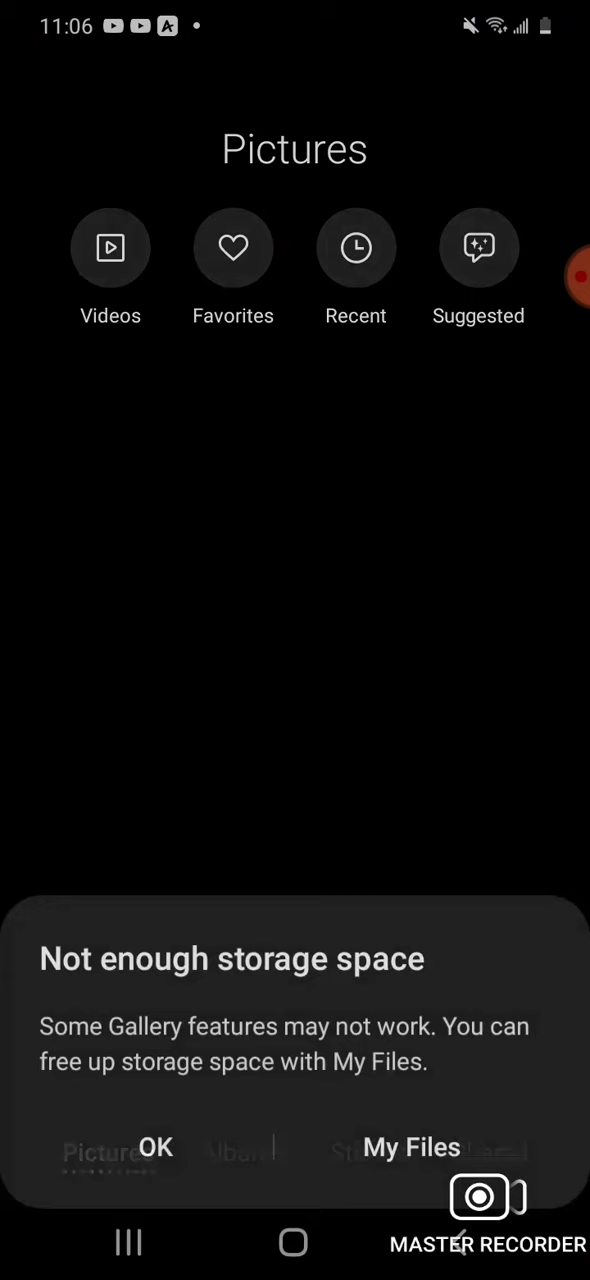 11:06
Pictures
Videos
Favorites
Recent
Suggested
Not enough storage space
Some Gallery features may not work. You can
free up storage space with My Files.
Pictures
OK
My Files
MASTER RECORDER